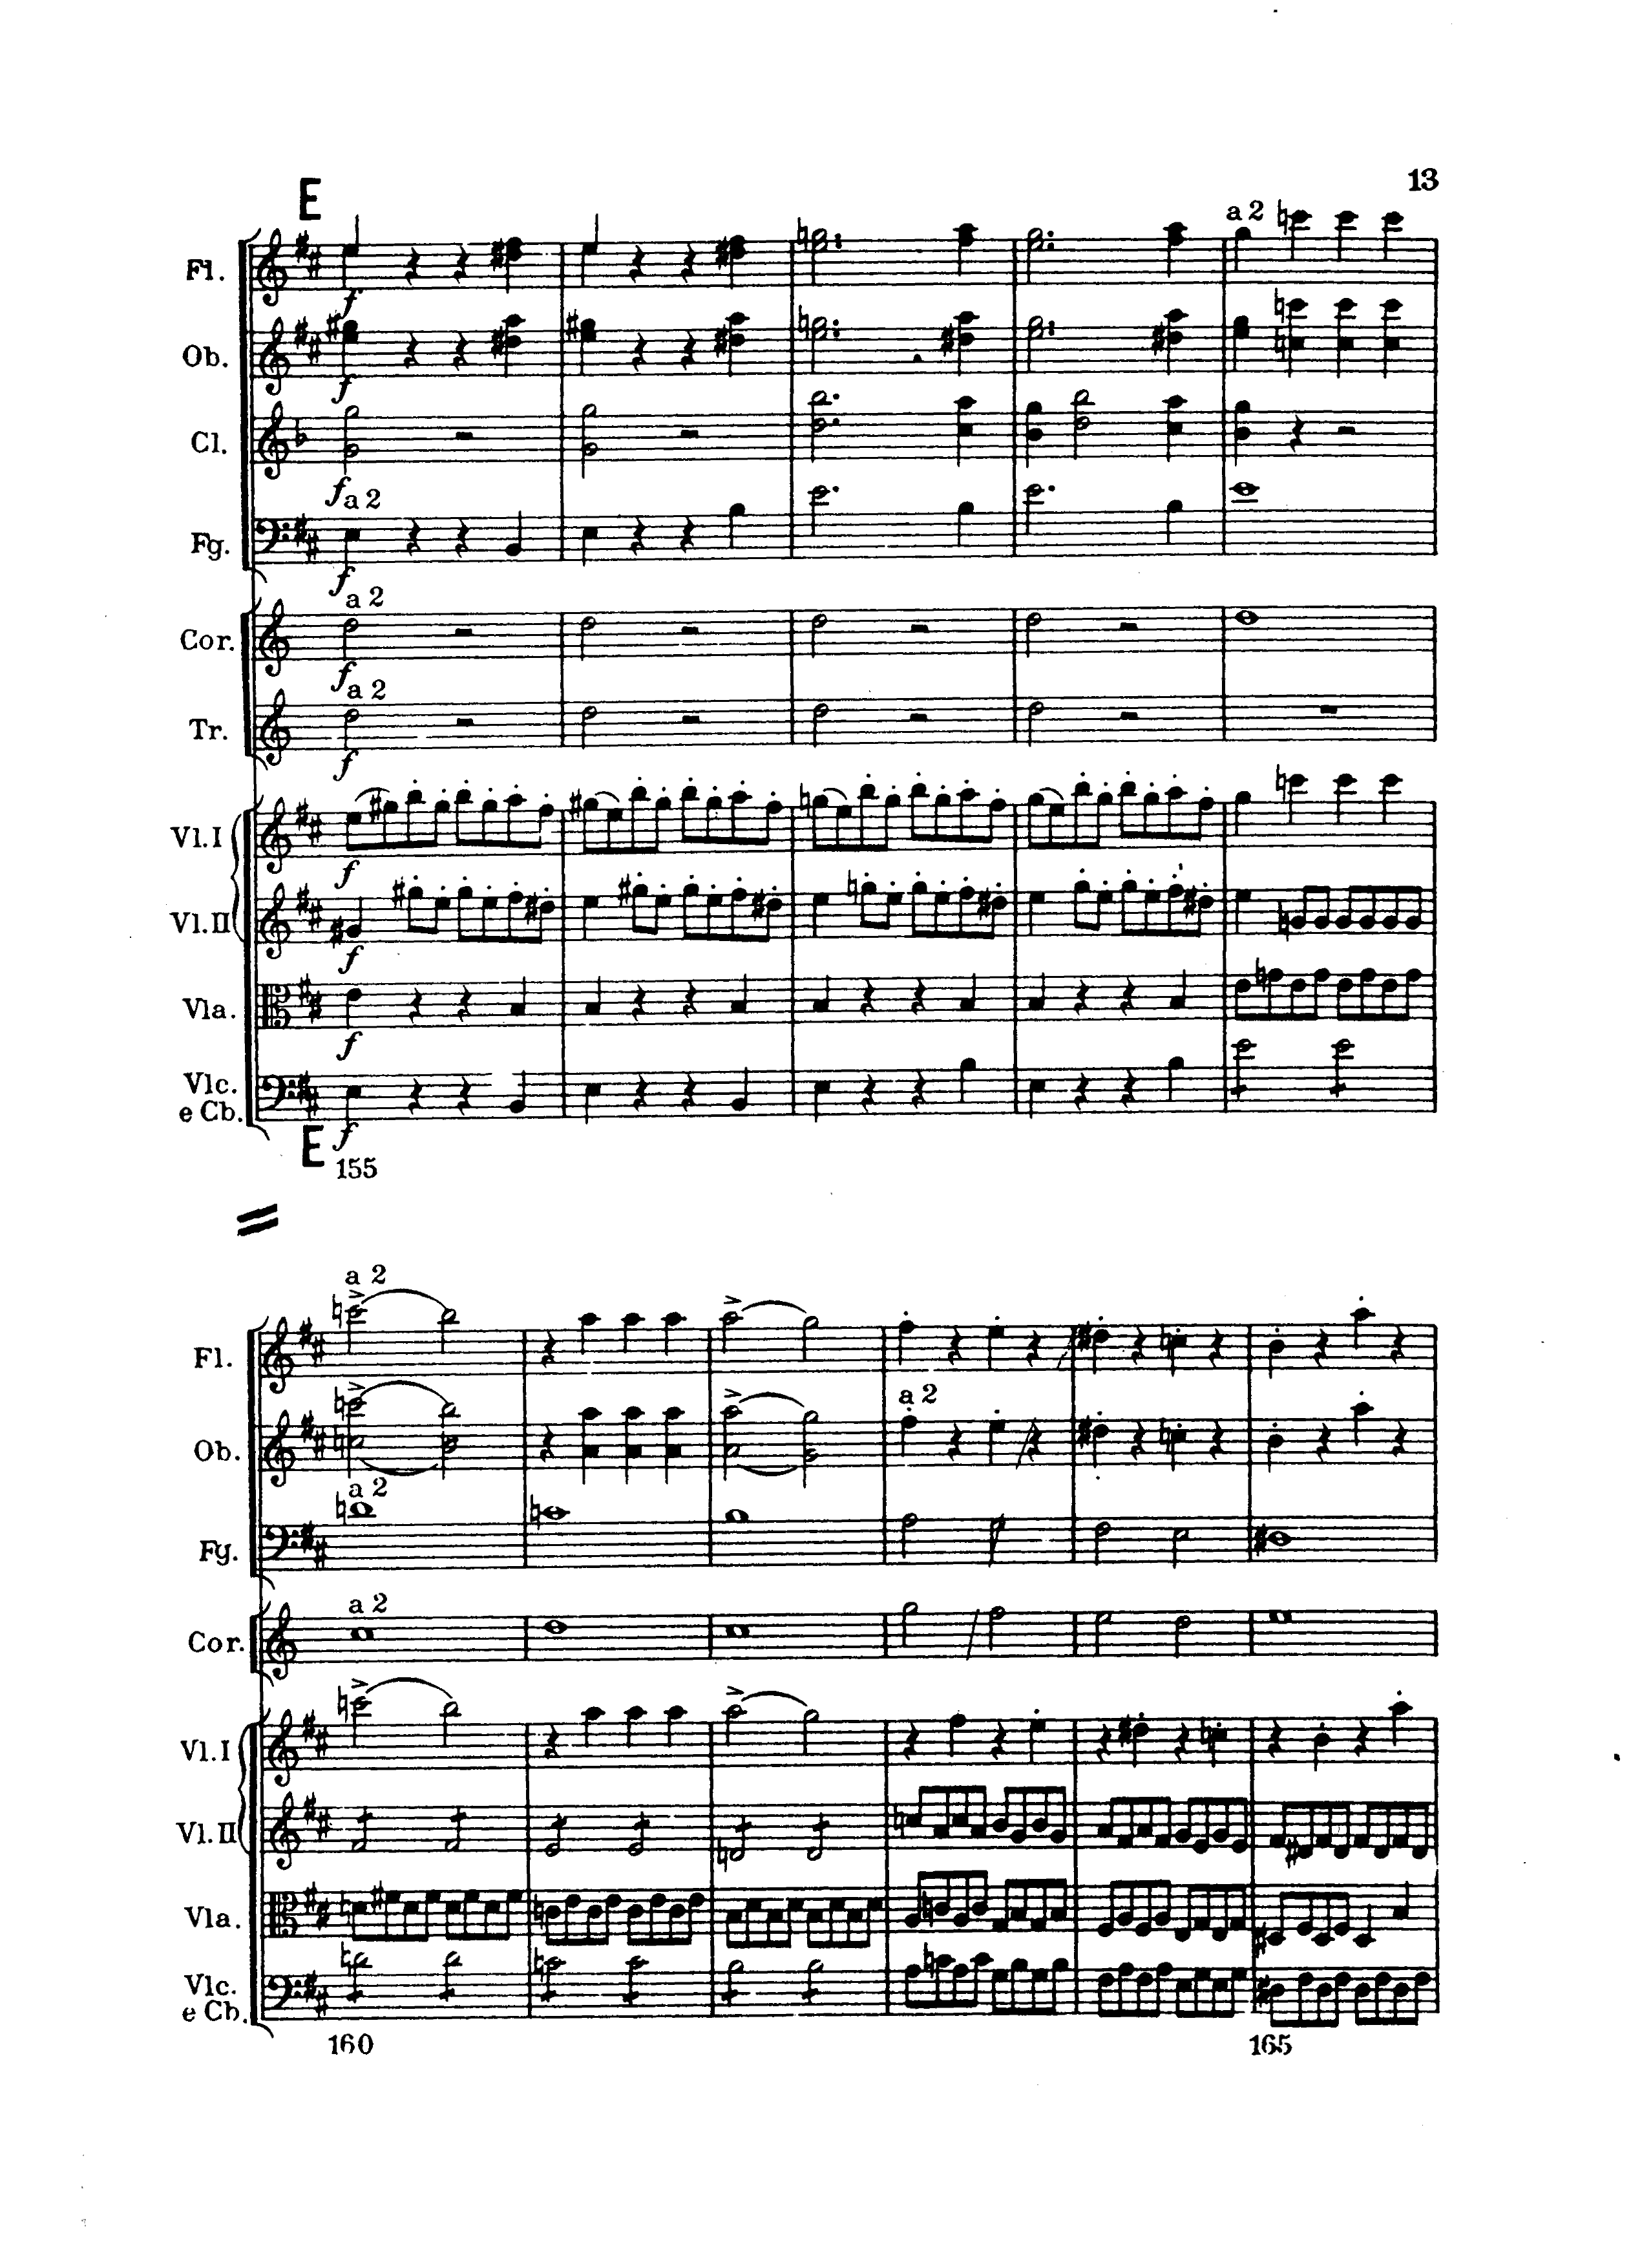 13
E
a 2
Fl.
f
Ob.
f
Cl.
f
a 2
Fg.
f
a 2
Cor.
f
a 2
Tr.
f
Vl. I
f
Vl. II
f
Vla.
f
Vlc.
e Cb.
f
E
155
a 2
Fl.
a 2
Ob.
a 2
Fg.
a 2
Cor.
Vl. I
Vl. II
Vla.
Vlc.
e Cb.
160
165